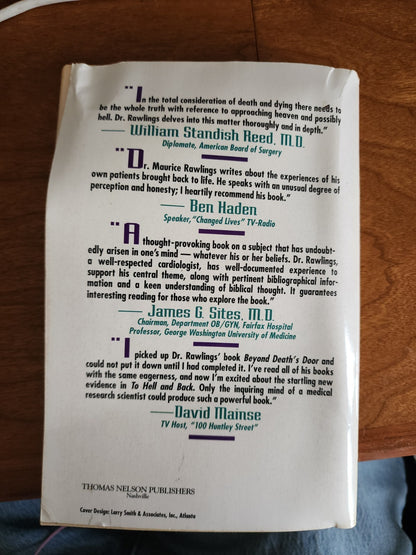 "In the total consideration of death and dying there needs to
be the whole truth with reference to approaching heaven and possibly
hell. Dr. Rawlings delves into this matter thoroughly and in depth."
— William Standish Reed, M.D.
Diplomate, American Board of Surgery
"Dr. Maurice Rawlings writes about the experiences of his
own patients brought back to life. He speaks with an unusual degree of
perception and honesty; I heartily recommend his book."
— Ben Haden
Speaker, "Changed Lives" TV-Radio
"A thought-provoking book on a subject that has undoubt-
edly arisen in one's mind — whatever his or her beliefs. Dr. Rawlings,
a well-respected cardiologist, has well-documented experience to
support his central theme, along with pertinent bibliographical infor-
mation and a keen understanding of biblical thought. It guarantees
interesting reading for those who explore the book."
— James G. Sites, M.D.
Chairman, Department OB/GYN, Fairfax Hospital
Professor, George Washington University of Medicine
"I picked up Dr. Rawlings' book Beyond Death's Door and
could not put it down until I had completed it. I've read all of his books
with the same eagerness, and now I'm excited about the startling new
evidence in To Hell and Back. Only the inquiring mind of a medical
research scientist could produce such a powerful book."
— David Mainse
TV Host, "100 Huntley Street"
THOMAS NELSON PUBLISHERS
Nashville
Cover Design: Larry Smith & Associates, Inc., Atlanta